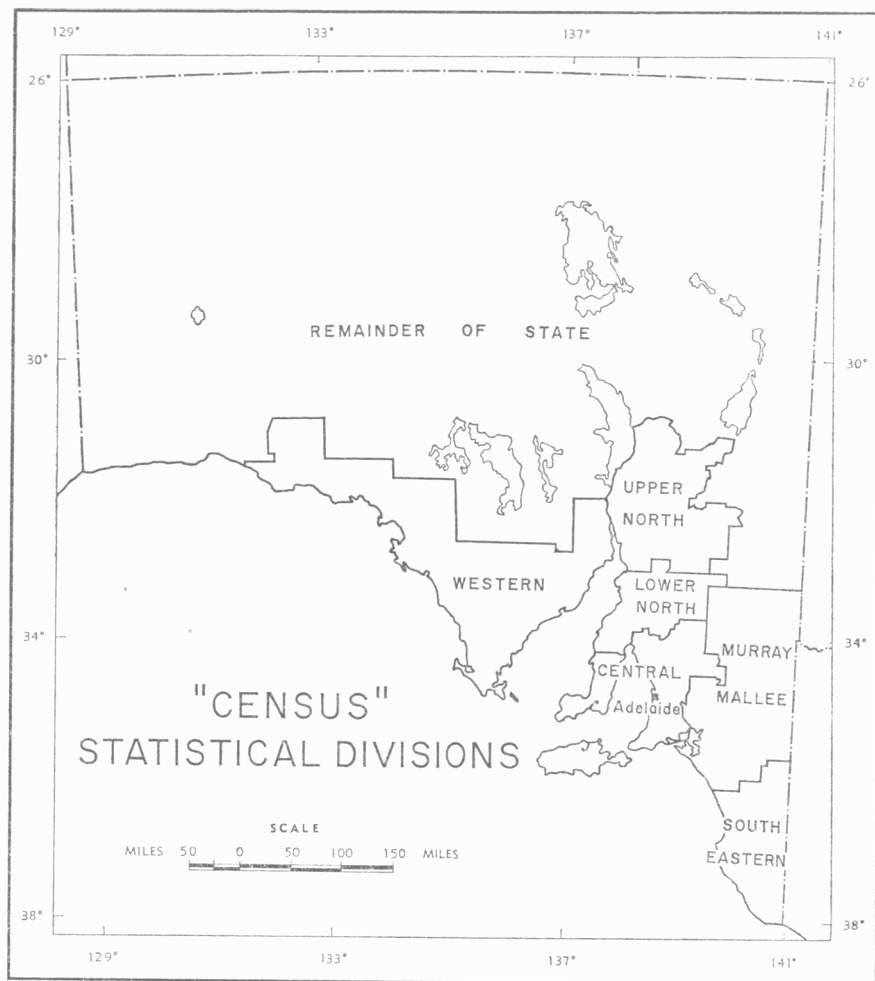 129° 133° 137° 141°
26° 26°
REMAINDER OF STATE
30° 30°
UPPER
NORTH
WESTERN
LOWER
NORTH
34° 34°
MURRAY
MALLEE
CENTRAL
Adelaide
"CENSUS"
STATISTICAL DIVISIONS
SCALE
MILES 50 0 50 100 150 MILES
SOUTH
EASTERN
38° 38°
129° 133° 137° 141°